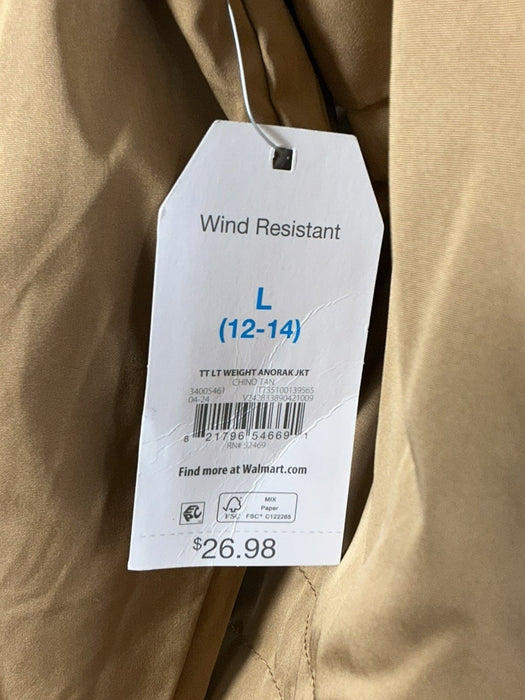 Wind Resistant
L
(12-14)
TT LT WEIGHT ANORAK JKT
CHINO TAN
34005461 T735100139565
04-24 V242833890421009
8 21796 54669 1
RN# 52469
Find more at Walmart.com
FSC
MIX
Paper
FSC® C122265
$26.98